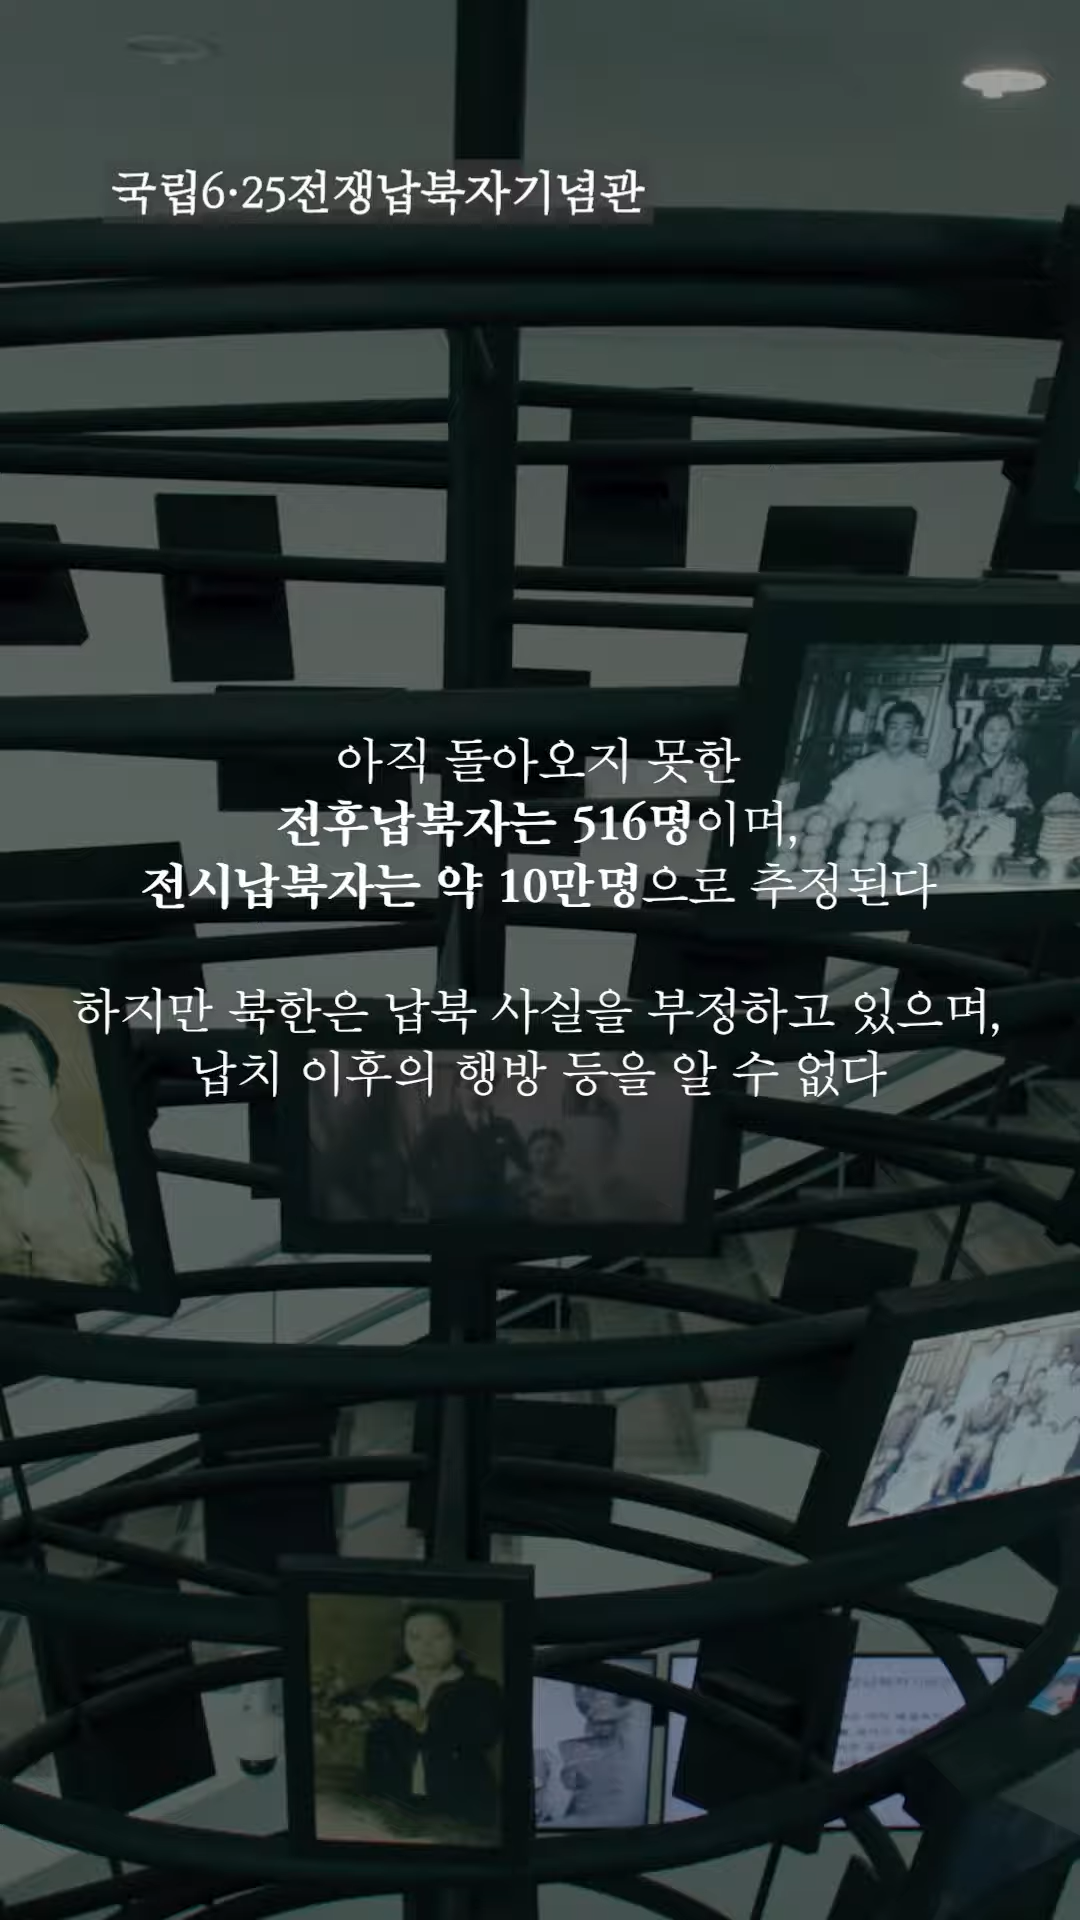 국립6·25전쟁납북자기념관
아직 돌아오지 못한
전후납북자는 516명이며,
전시납북자는 약 10만명으로 추정된다
하지만 북한은 납북 사실을 부정하고 있으며,
납치 이후의 행방 등을 알 수 없다